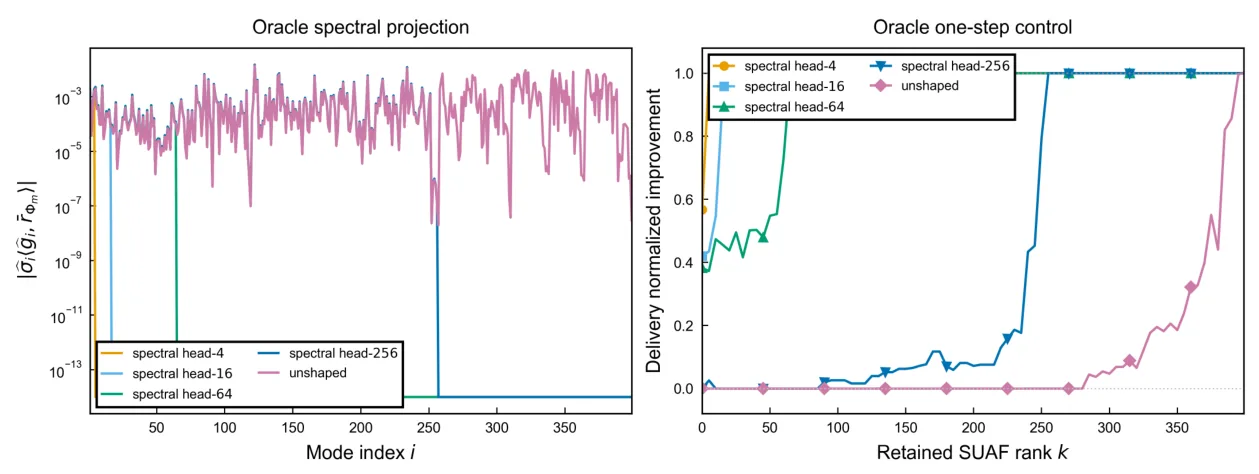 Oracle spectral projection
|σ̂ᵢ⟨ĝᵢ, r̄_Φₘ⟩|
10⁻³
10⁻⁵
10⁻⁷
10⁻⁹
10⁻¹¹
10⁻¹³
spectral head-4
spectral head-16
spectral head-64
spectral head-256
unshaped
50 100 150 200 250 300 350
Mode index i
Oracle one-step control
Delivery normalized improvement
1.0
0.8
0.6
0.4
0.2
0.0
spectral head-4
spectral head-16
spectral head-64
spectral head-256
unshaped
0 50 100 150 200 250 300 350
Retained SUAF rank k